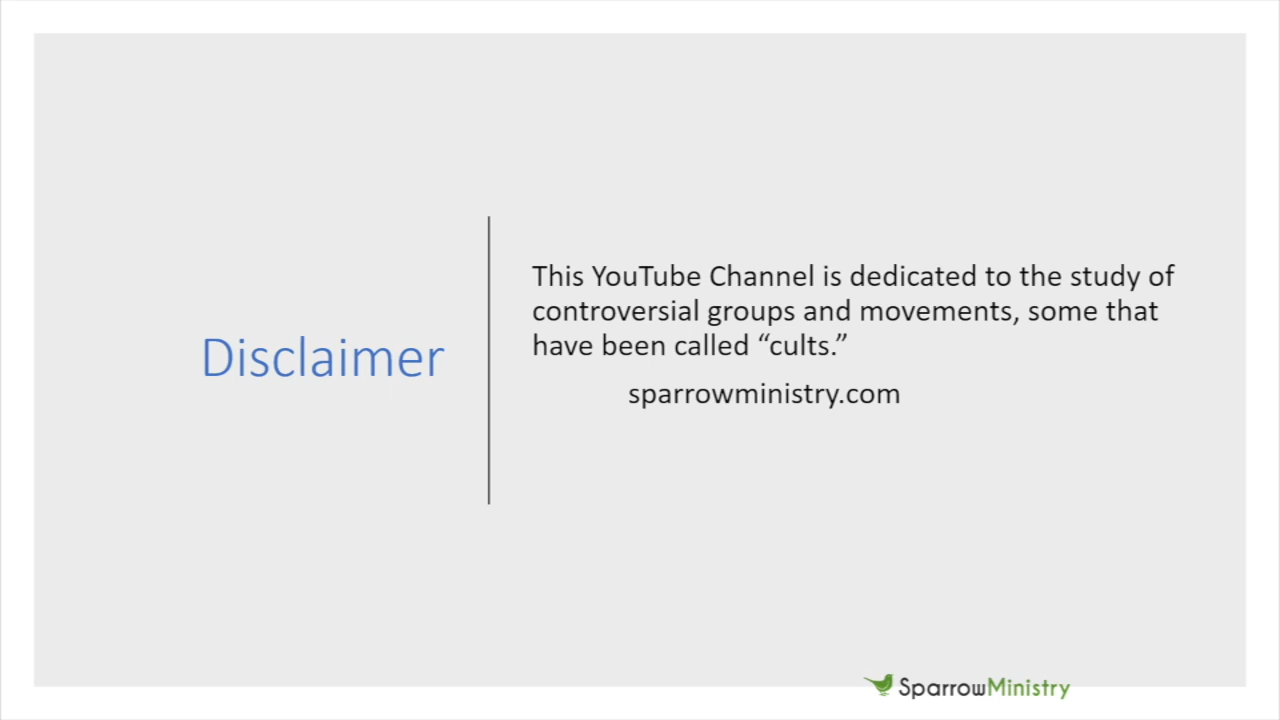 Disclaimer
This YouTube Channel is dedicated to the study of
controversial groups and movements, some that
have been called “cults.”
sparrowministry.com
SparrowMinistry